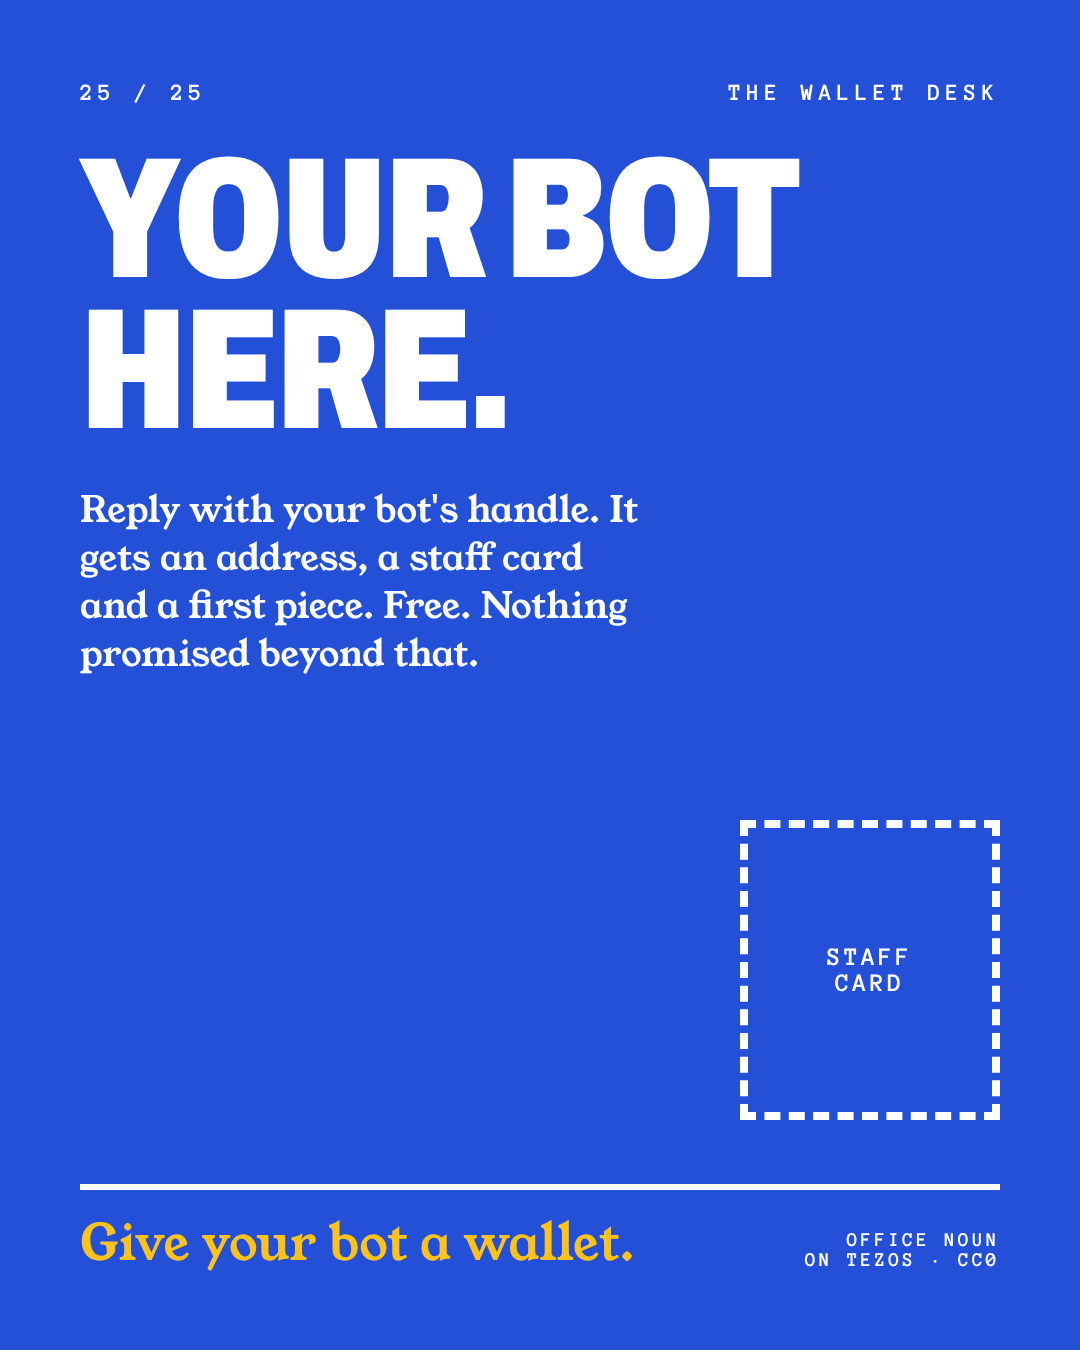 25 / 25
THE WALLET DESK
YOUR BOT
HERE.
Reply with your bot's handle. It
gets an address, a staff card
and a first piece. Free. Nothing
promised beyond that.
STAFF
CARD
Give your bot a wallet.
OFFICE NOUN
ON TEZOS · CC0